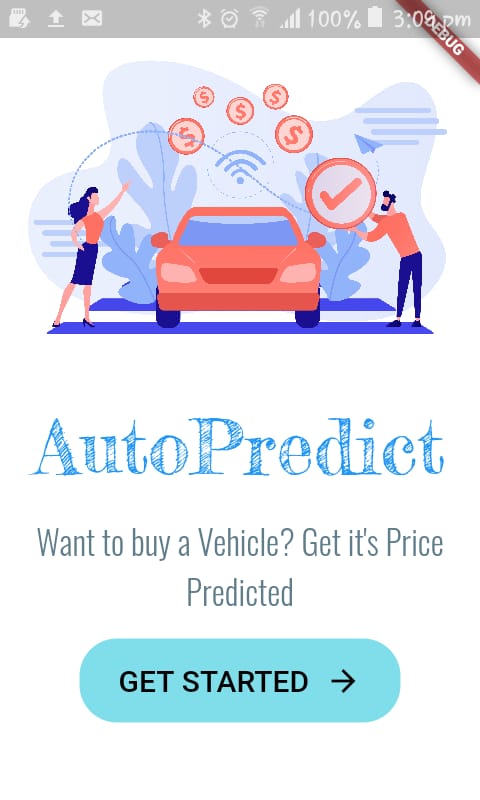 100% 3:09 pm
DEBUG
AutoPredict
Want to buy a Vehicle? Get it's Price
Predicted
GET STARTED